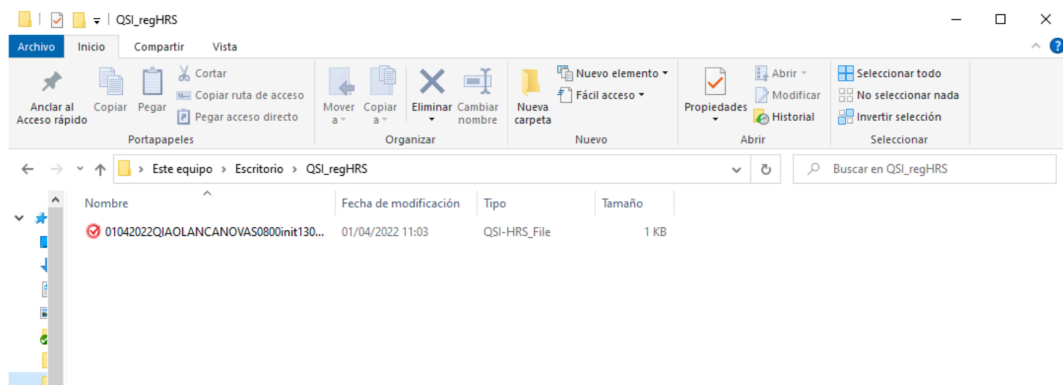 QSI_regHRS
Archivo Inicio Compartir Vista
Anclar al Acceso rápido
Copiar
Pegar
Cortar
Copiar ruta de acceso
Pegar acceso directo
Portapapeles
Mover a
Copiar a
Eliminar
Cambiar nombre
Organizar
Nueva carpeta
Nuevo elemento
Fácil acceso
Nuevo
Propiedades
Abrir
Modificar
Historial
Abrir
Seleccionar todo
No seleccionar nada
Invertir selección
Seleccionar
Este equipo > Escritorio > QSI_regHRS
Buscar en QSI_regHRS
Nombre Fecha de modificación Tipo Tamaño
01042022QIAOLANCANOVAS0800init130... 01/04/2022 11:03 QSI-HRS_File 1 KB